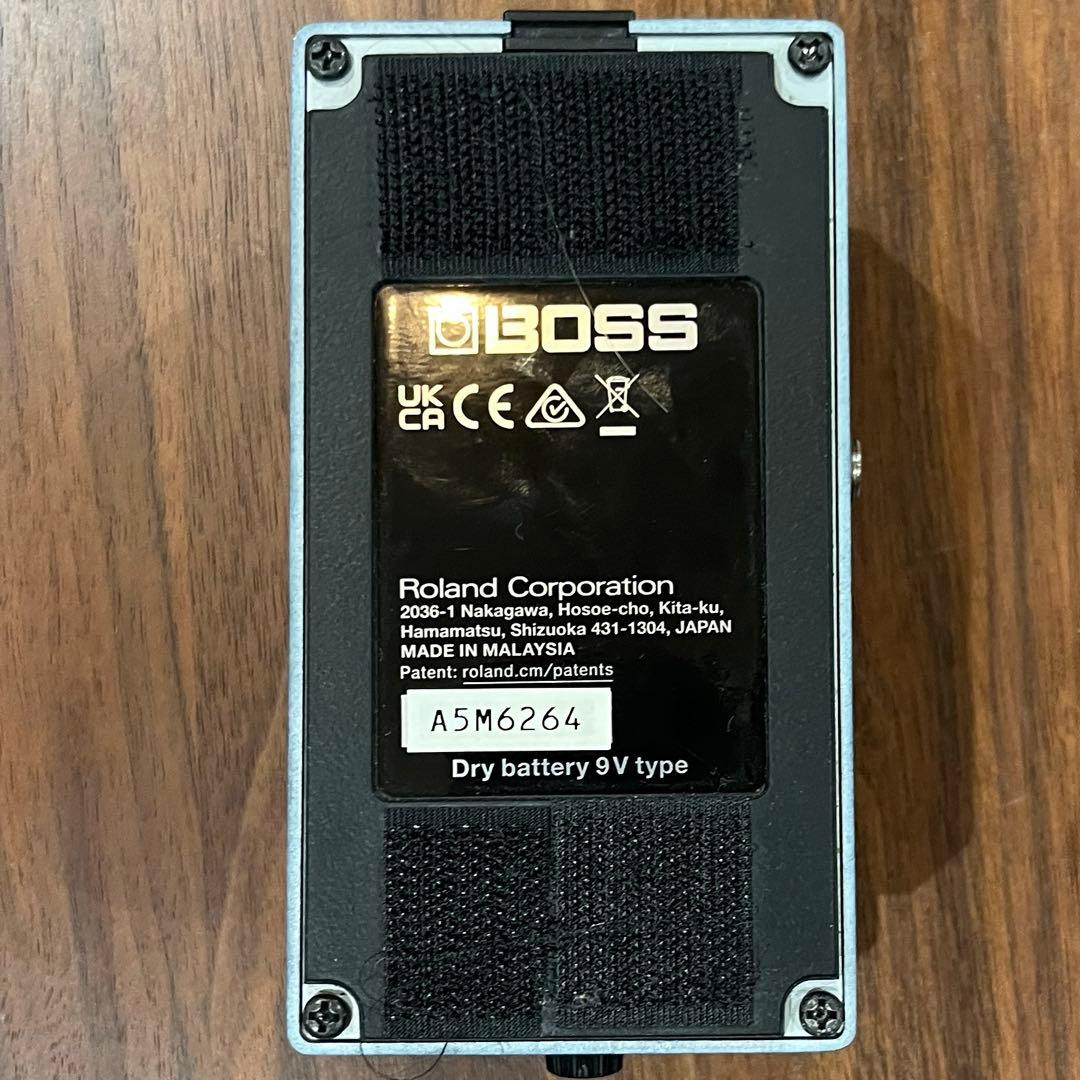 BOSS
UK
CA CE
Roland Corporation
2036-1 Nakagawa, Hosoe-cho, Kita-ku,
Hamamatsu, Shizuoka 431-1304, JAPAN
MADE IN MALAYSIA
Patent: roland.cm/patents
A5M6264
Dry battery 9V type